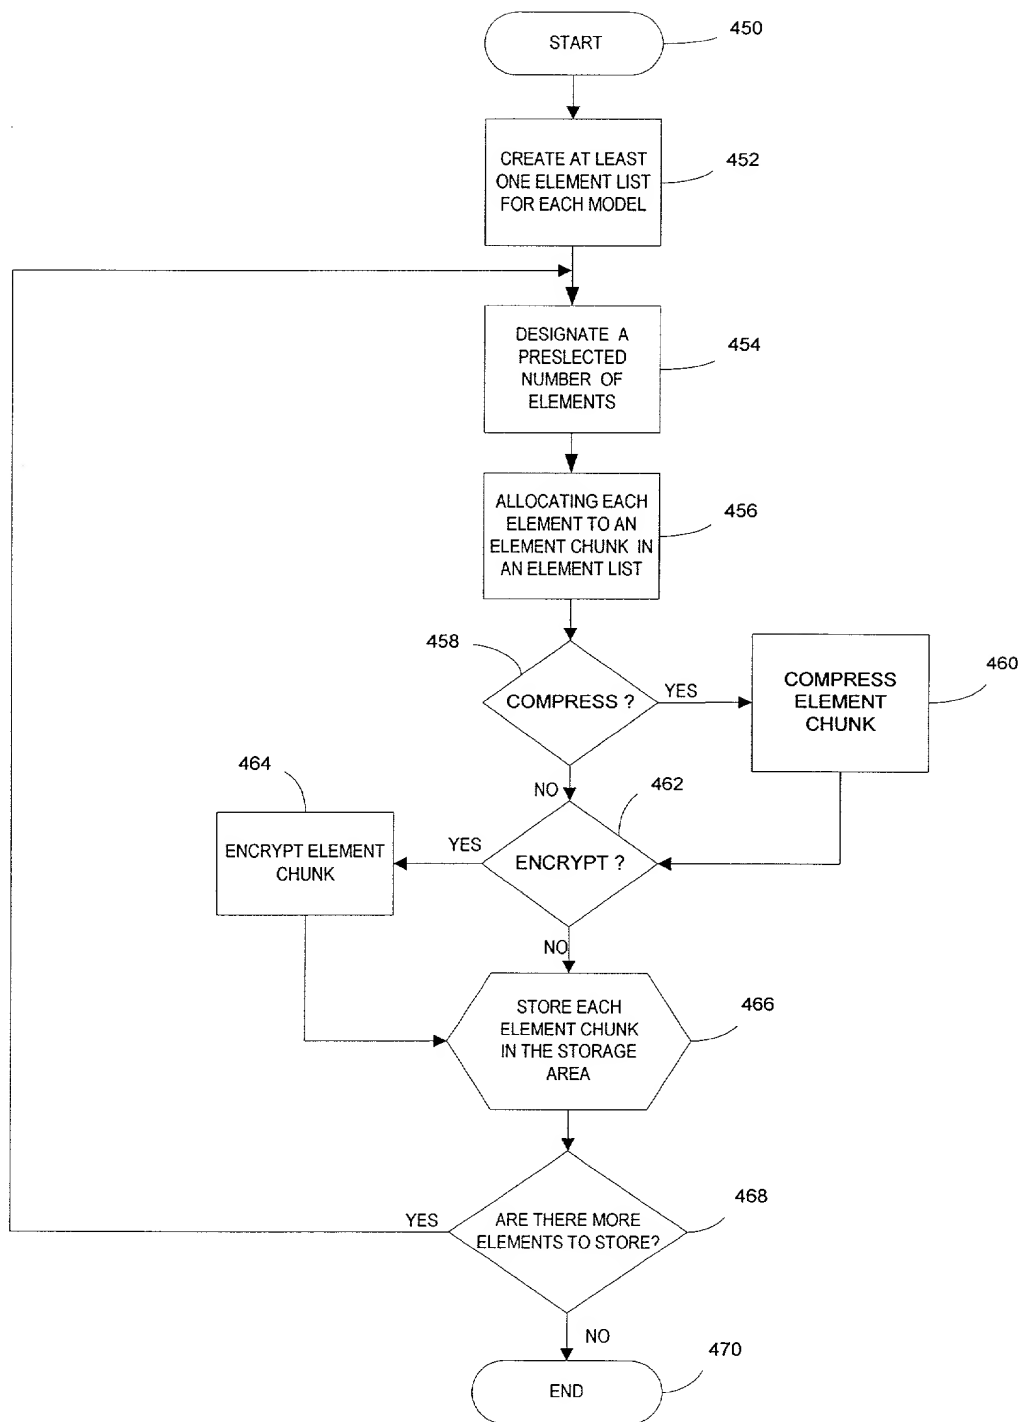 START
450
CREATE AT LEAST
ONE ELEMENT LIST
FOR EACH MODEL
452
DESIGNATE A
PRESLECTED
NUMBER OF
ELEMENTS
454
ALLOCATING EACH
ELEMENT TO AN
ELEMENT CHUNK IN
AN ELEMENT LIST
456
458
COMPRESS ?
YES
COMPRESS
ELEMENT
CHUNK
460
NO
464
462
ENCRYPT ELEMENT
CHUNK
YES
ENCRYPT ?
NO
STORE EACH
ELEMENT CHUNK
IN THE STORAGE
AREA
466
YES
ARE THERE MORE
ELEMENTS TO STORE?
468
NO
END
470